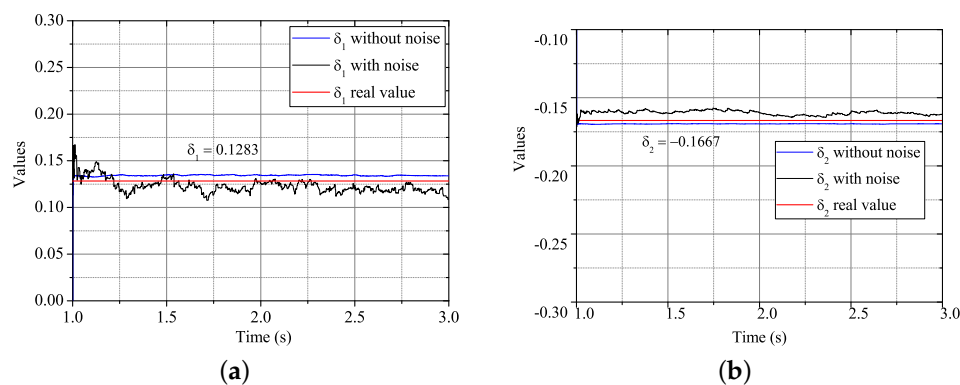 0.30
0.25
0.20
0.15
0.10
0.05
0.00
Values
1.0 1.5 2.0 2.5 3.0
Time (s)
δ1 without noise
δ1 with noise
δ1 real value
δ1 = 0.1283
(a)
-0.10
-0.15
-0.20
-0.25
-0.30
Values
1.0 1.5 2.0 2.5 3.0
Time (s)
δ2 = −0.1667
δ2 without noise
δ2 with noise
δ2 real value
(b)